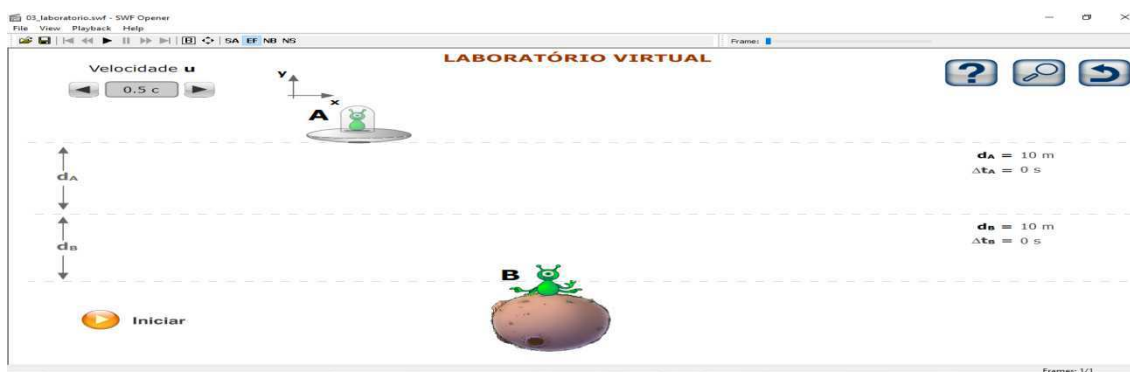 03_laboratorio.swf - SWF Opener
File View Playback Help
SA EF NB NS
Frame:
LABORATÓRIO VIRTUAL
Velocidade u
0.5 c
y
x
A
dA = 10 m
ΔtA = 0 s
dA
dB = 10 m
ΔtB = 0 s
dB
B
Iniciar
Frames: 1/1